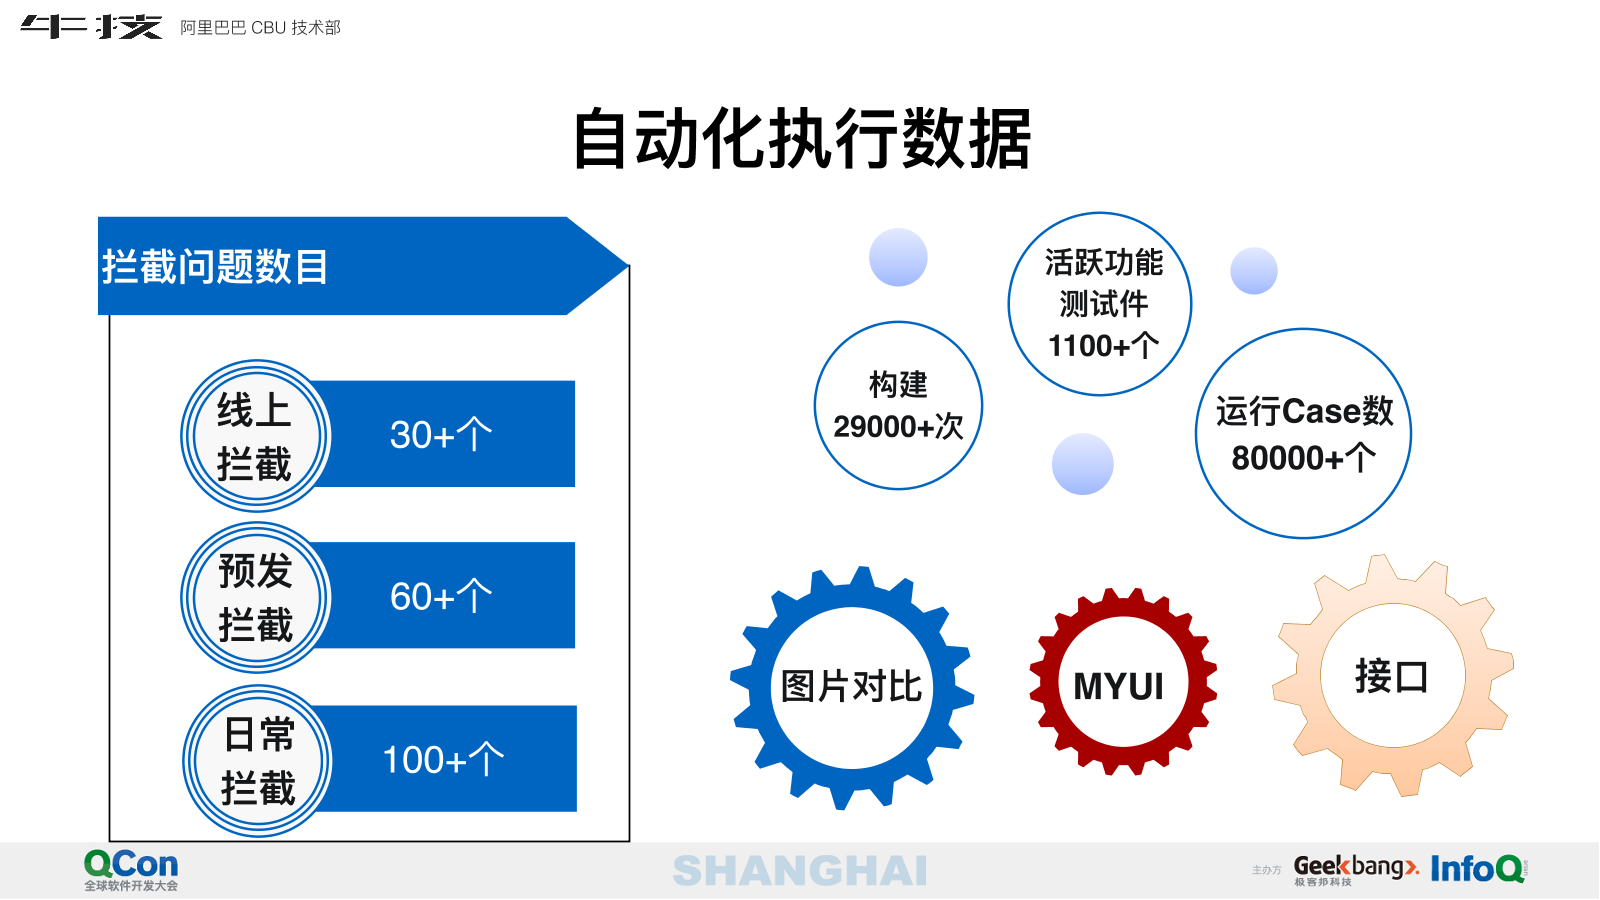 牛技 阿里巴巴 CBU 技术部
自动化执行数据
拦截问题数目
线上
拦截
30+个
预发
拦截
60+个
日常
拦截
100+个
活跃功能
测试件
1100+个
构建
29000+次
运行Case数
80000+个
图片对比
MYUI
接口
QCon
全球软件开发大会
SHANGHAI
主办方
Geekbang>.
极客邦科技
InfoQ